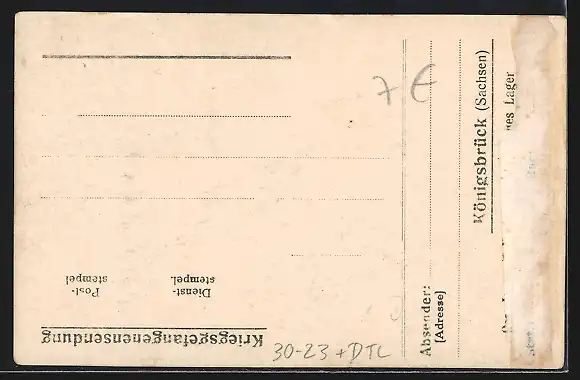 Kriegsgefangenensendung
Post-
stempel
Dienst-
stempel.
Absender:
[Adresse]
Königsbrück (Sachsen)
Lager
7 €
30-23 + DTL